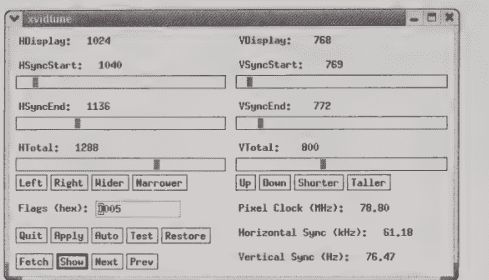 xvidtune
HDisplay: 1024 VDisplay: 768
HSyncStart: 1040 VSyncStart: 769
HSyncEnd: 1136 VSyncEnd: 772
HTotal: 1288 VTotal: 800
Left Right Wider Narrower Up Down Shorter Taller
Flags (hex): 0005 Pixel Clock (MHz): 78.80
Quit Apply Auto Test Restore Horizontal Sync (kHz): 61.18
Fetch Show Next Prev Vertical Sync (Hz): 76.47